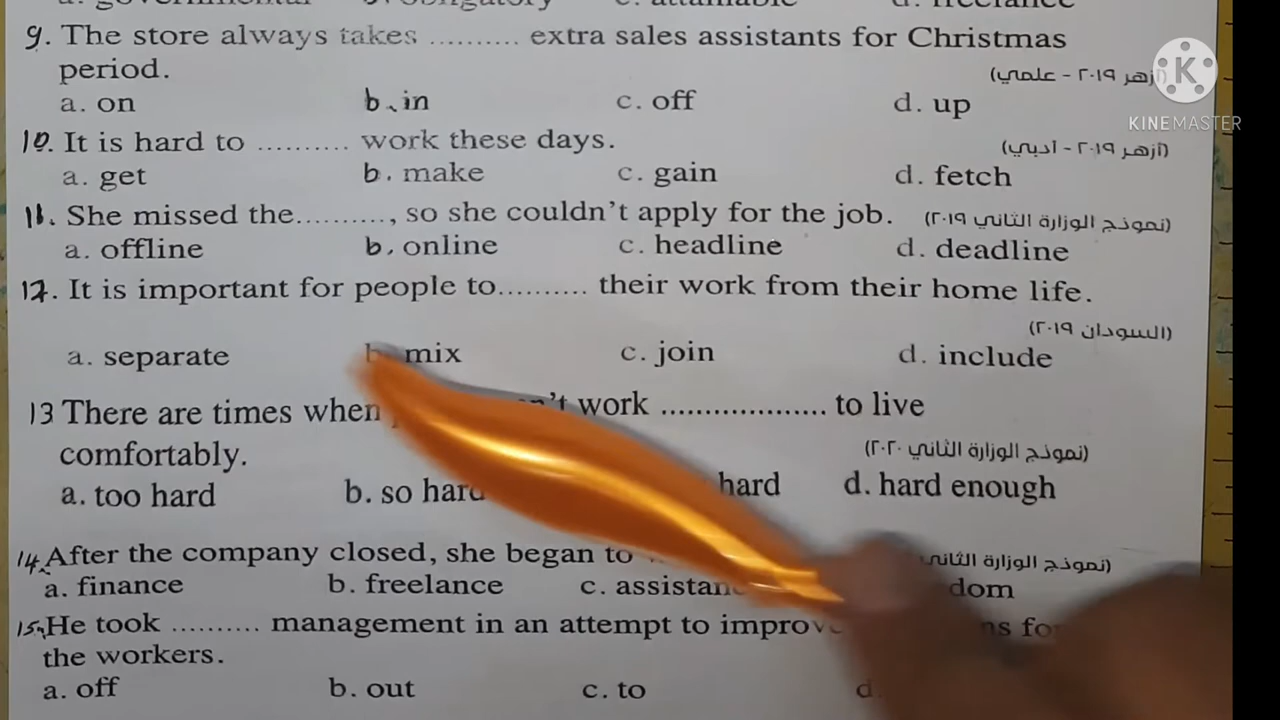 9. The store always takes .......... extra sales assistants for Christmas
period. (أزهر ٢٠١٩ - علمي)
a. on b. in c. off d. up
10. It is hard to .......... work these days. (أزهر ٢٠١٩ - أدبي)
a. get b. make c. gain d. fetch
11. She missed the.........., so she couldn't apply for the job. (نموذج الوزارة الثاني ٢٠١٩)
a. offline b. online c. headline d. deadline
12. It is important for people to.......... their work from their home life.
(السودان ٢٠١٩)
a. separate b. mix c. join d. include
13 There are times when work ................... to live
comfortably. (نموذج الوزارة الثاني ٢٠٢٠)
a. too hard b. so hard hard d. hard enough
14. After the company closed, she began to (نموذج الوزارة الثاني
a. finance b. freelance c.
15. He took .......... management in an attempt to improve
the workers.
a. off b. out c. to
KINEMASTER